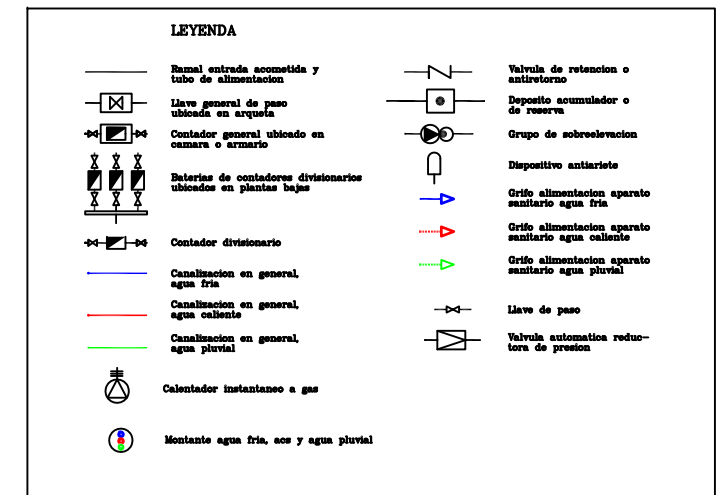 LEYENDA
Ramal entrada acometida y
tubo de alimentacion
Llave general de paso
ubicada en arqueta
Contador general ubicado en
camara o armario
Baterias de contadores divisionarios
ubicados en plantas bajas
Contador divisionario
Canalizacion en general,
agua fria
Canalizacion en general,
agua caliente
Canalizacion en general,
agua pluvial
Calentador instantaneo a gas
Montante agua fria, acs y agua pluvial
Valvula de retencion o
antiretorno
Deposito acumulador o
de reserva
Grupo de sobreelevacion
Dispositivo antiariete
Grifo alimentacion aparato
sanitario agua fria
Grifo alimentacion aparato
sanitario agua caliente
Grifo alimentacion aparato
sanitario agua pluvial
Llave de paso
Valvula automatica reduc-
tora de presion